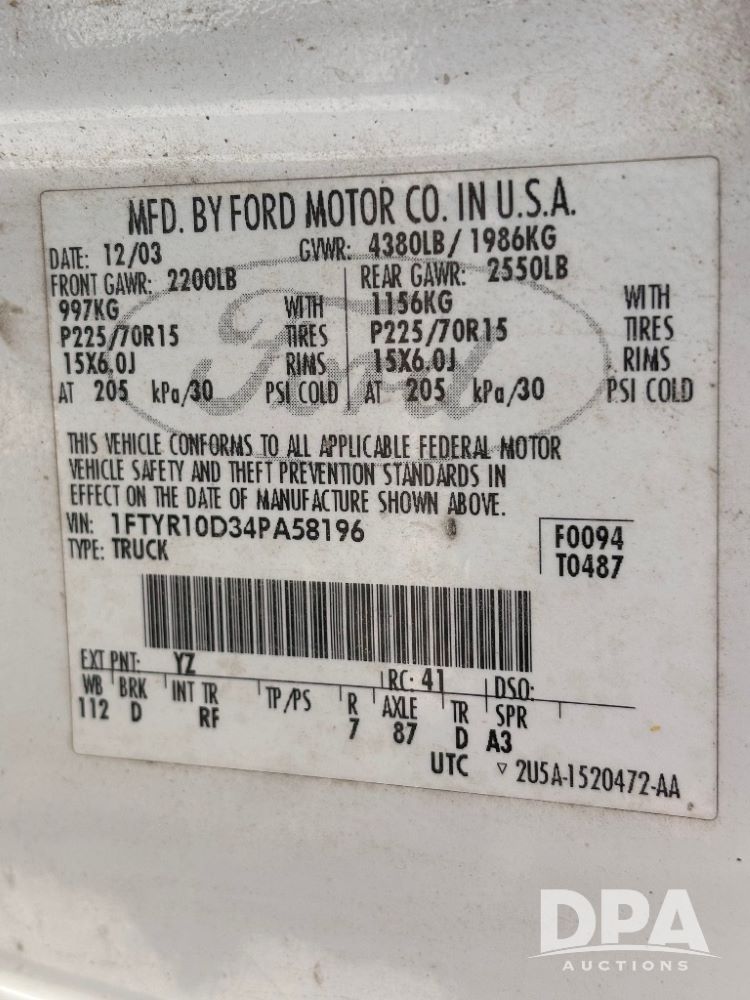 MFD. BY FORD MOTOR CO. IN U.S.A.
DATE: 12/03 GVWR: 4380LB/ 1986KG
FRONT GAWR: 2200LB REAR GAWR: 2550LB
997KG WITH 1156KG WITH
P225/70R15 TIRES P225/70R15 TIRES
15X6.0J RIMS 15X6.0J RIMS
AT 205 kPa/30 PSI COLD AT 205 kPa/30 PSI COLD
Ford
THIS VEHICLE CONFORMS TO ALL APPLICABLE FEDERAL MOTOR
VEHICLE SAFETY AND THEFT PREVENTION STANDARDS IN
EFFECT ON THE DATE OF MANUFACTURE SHOWN ABOVE.
VIN: 1FTYR10D34PA58196 F0094
TYPE: TRUCK T0487
EXT PNT: YZ RC: 41 DSO:
WB BRK INT TR TP/PS R AXLE TR SPR
112 D RF 7 87 D A3
UTC ▽ 2U5A-1520472-AA
DPA
AUCTIONS